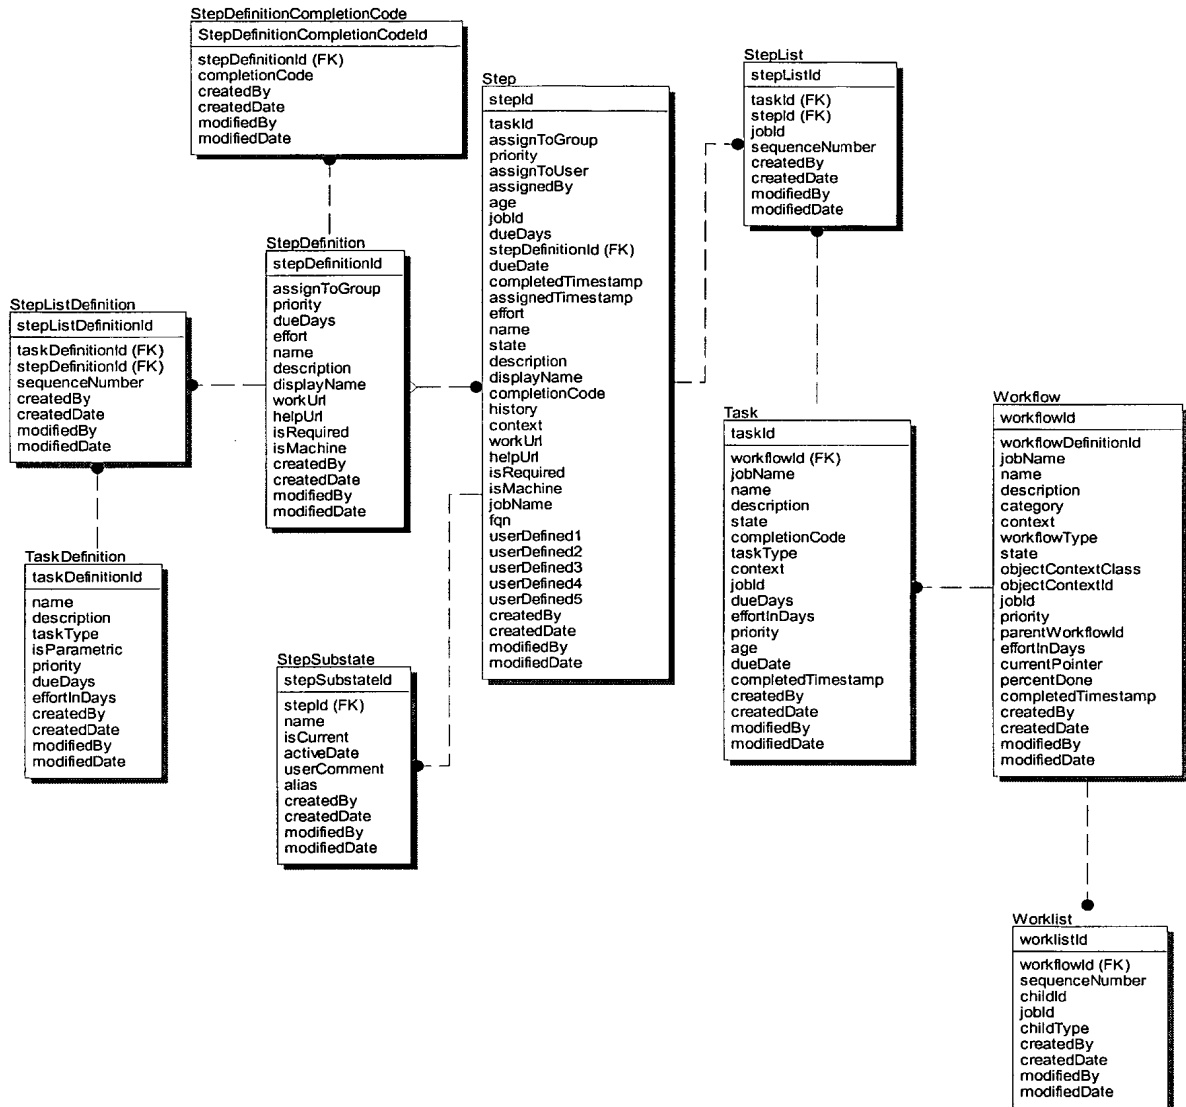 StepDefinitionCompletionCode
StepDefinitionCompletionCodeId
stepDefinitionId (FK)
completionCode
createdBy
createdDate
modifiedBy
modifiedDate
StepList
stepListId
taskId (FK)
stepId (FK)
jobId
sequenceNumber
createdBy
createdDate
modifiedBy
modifiedDate
Step
stepId
taskId
assignToGroup
priority
assignToUser
assignedBy
age
jobId
dueDays
stepDefinitionId (FK)
dueDate
completedTimestamp
assignedTimestamp
effort
name
state
description
displayName
completionCode
history
context
workUrl
helpUrl
isRequired
isMachine
jobName
fqn
userDefined1
userDefined2
userDefined3
userDefined4
userDefined5
createdBy
createdDate
modifiedBy
modifiedDate
StepDefinition
stepDefinitionId
assignToGroup
priority
dueDays
effort
name
description
displayName
workUrl
helpUrl
isRequired
isMachine
createdBy
createdDate
modifiedBy
modifiedDate
StepListDefinition
stepListDefinitionId
taskDefinitionId (FK)
stepDefinitionId (FK)
sequenceNumber
createdBy
createdDate
modifiedBy
modifiedDate
Task
taskId
workflowId (FK)
jobName
name
description
state
completionCode
taskType
context
jobId
dueDays
effortInDays
priority
age
dueDate
completedTimestamp
createdBy
createdDate
modifiedBy
modifiedDate
Workflow
workflowId
workflowDefinitionId
jobName
name
description
category
context
workflowType
state
objectContextClass
objectContextId
jobId
priority
parentWorkflowId
effortInDays
currentPointer
percentDone
completedTimestamp
createdBy
createdDate
modifiedBy
modifiedDate
TaskDefinition
taskDefinitionId
name
description
taskType
isParametric
priority
dueDays
effortInDays
createdBy
createdDate
modifiedBy
modifiedDate
StepSubstate
stepSubstateId
stepId (FK)
name
isCurrent
activeDate
userComment
alias
createdBy
createdDate
modifiedBy
modifiedDate
Worklist
worklistId
workflowId (FK)
sequenceNumber
childId
jobId
childType
createdBy
createdDate
modifiedBy
modifiedDate